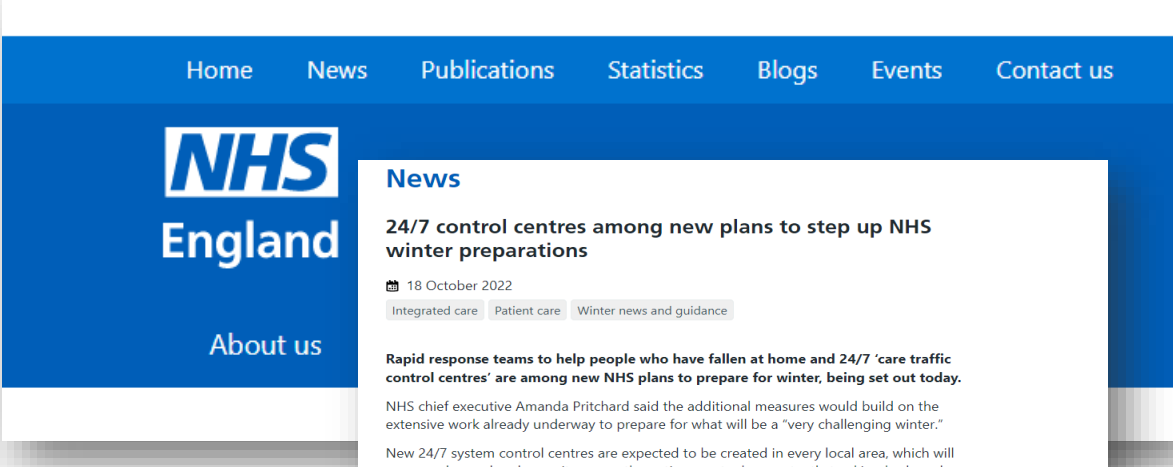 Home News Publications Statistics Blogs Events Contact us
NHS
England
About us
News
24/7 control centres among new plans to step up NHS
winter preparations
18 October 2022
Integrated care Patient care Winter news and guidance
Rapid response teams to help people who have fallen at home and 24/7 ‘care traffic
control centres’ are among new NHS plans to prepare for winter, being set out today.
NHS chief executive Amanda Pritchard said the additional measures would build on the
extensive work already underway to prepare for what will be a “very challenging winter.”
New 24/7 system control centres are expected to be created in every local area, which will